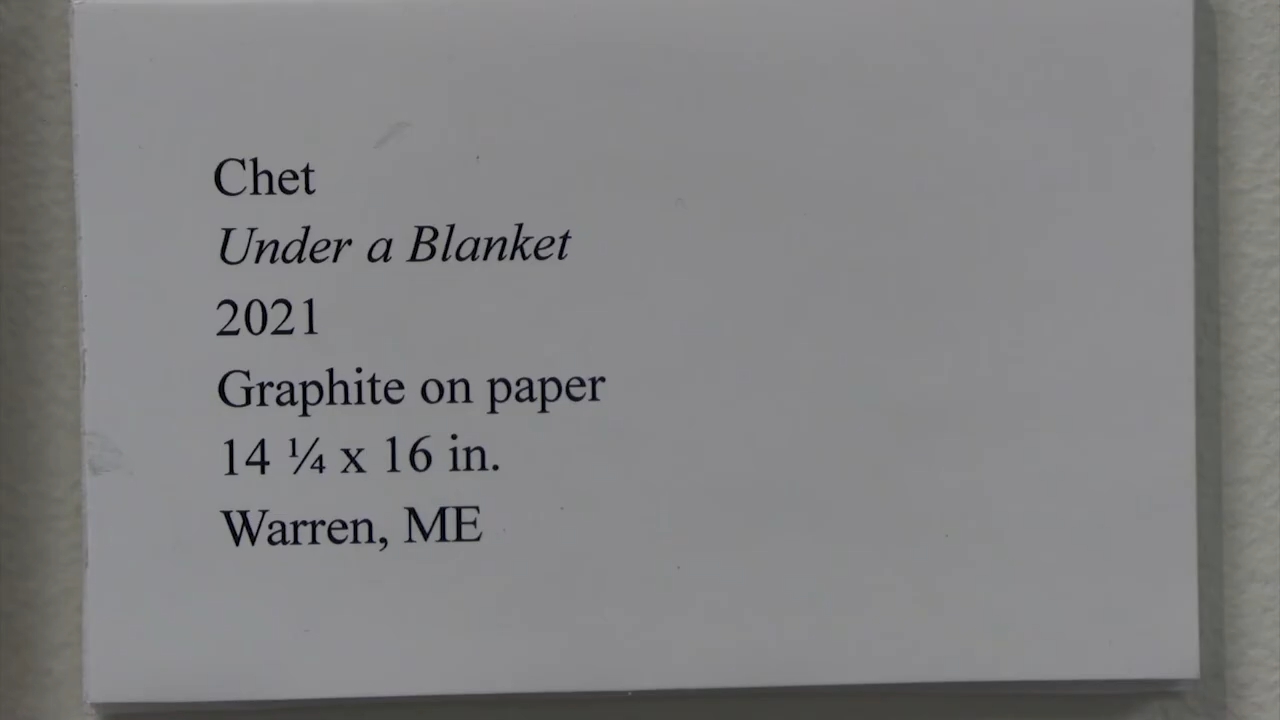 Chet
Under a Blanket
2021
Graphite on paper
14 ¼ x 16 in.
Warren, ME